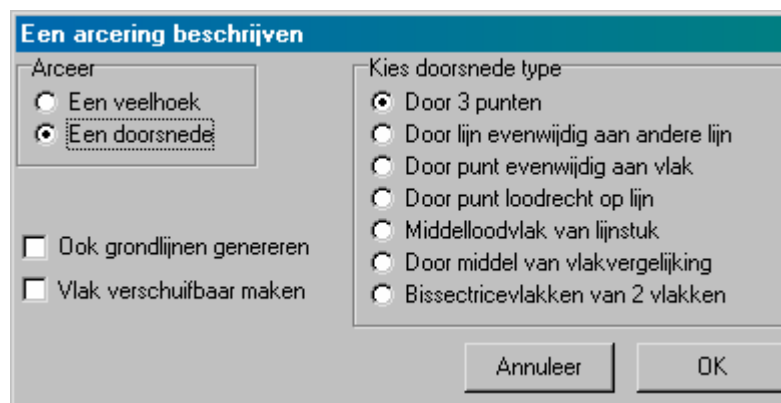 Een arcering beschrijven
Arceer
Een veelhoek
Een doorsnede
Ook grondlijnen genereren
Vlak verschuifbaar maken
Kies doorsnede type
Door 3 punten
Door lijn evenwijdig aan andere lijn
Door punt evenwijdig aan vlak
Door punt loodrecht op lijn
Middelloodvlak van lijnstuk
Door middel van vlakvergelijking
Bissectricevlakken van 2 vlakken
Annuleer
OK